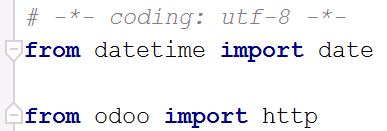 # -*- coding: utf-8 -*-
from datetime import date
from odoo import http